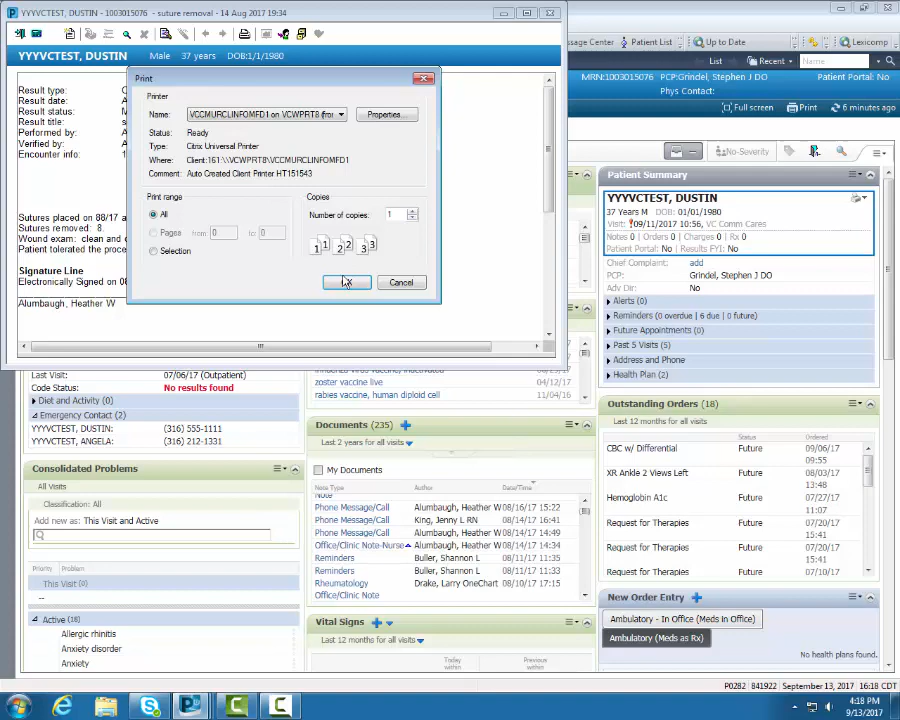 YYYVCTEST, DUSTIN - 1003015076 - suture removal - 14 Aug 2017 19:34
YYYVCTEST, DUSTIN Male 37 years DOB:1/1/1980
Result type:
Result date:
Result status:
Result title:
Performed by:
Verified by:
Encounter info:
Sutures placed on 88/17 a
Sutures removed: 8.
Wound exam: clean and d
Patient tolerated the proce
Signature Line
Electronically Signed on 08
Alumbaugh, Heather W
Print
Printer
Name: VCCMURCLINFOMFD1 on VCWPRT8 (from Properties...
Status: Ready
Type: Citrix Universal Printer
Where: Client:161:\\VCWPRT8\VCCMURCLINFOMFD1
Comment: Auto Created Client Printer HT151543
Print range
All
Pages from: 0 to: 0
Selection
Copies
Number of copies: 1
1 1 2 2 3 3
Cancel
ssage Center Patient List Up to Date Lexicomp
List Recent Name
MRN:1003015076 PCP:Grindel, Stephen J DO Patient Portal: No
Phys Contact:
Full screen Print 6 minutes ago
No-Severity
Patient Summary
YYYVCTEST, DUSTIN
37 Years M DOB: 01/01/1980
Visit: 09/11/2017 10:56, VC Comm Cares
Notes 0 | Orders 0 | Charges 0 | Rx 0
Patient Portal: No | Results FYI: No
Chief Complaint: add
PCP: Grindel, Stephen J DO
Adv Dir: No
Alerts (0)
Reminders (0 overdue | 6 due | 0 future)
Future Appointments (0)
Past 5 Visits (5)
Address and Phone
Health Plan (2)
Outstanding Orders (18)
Last 12 months for all visits
Status Ordered
CBC w/ Differential Future 09/06/17 09:55
XR Ankle 2 Views Left Future 08/03/17 13:48
Hemoglobin A1c Future 07/27/17 11:07
Request for Therapies Future 07/20/17 15:41
Request for Therapies Future 07/20/17 15:41
Request for Therapies Future 07/10/17
New Order Entry
Ambulatory - In Office (Meds in Office)
Ambulatory (Meds as Rx)
No health plans found.
Last Visit: 07/06/17 (Outpatient)
Code Status: No results found
Diet and Activity (0)
Emergency Contact (2)
YYYVCTEST, DUSTIN (316) 555-1111
YYYVCTEST, ANGELA (316) 212-1331
Consolidated Problems
All Visits
Classification: All
Add new as: This Visit and Active
Priority Problem
This Visit (0)
--
Active (18)
Allergic rhinitis
Anxiety disorder
Anxiety
zoster vaccine live 04/12/17
rabies vaccine, human diploid cell 11/04/16
Documents (235)
Last 2 years for all visits
My Documents
Note Type Author Date/Time
Note
Phone Message/Call Alumbaugh, Heather W 08/16/17 15:22
Phone Message/Call King, Jenny L RN 08/14/17 14:54
Phone Message/Call Alumbaugh, Heather W 08/14/17 14:49
Office/Clinic Note-Nurse Alumbaugh, Heather W 08/14/17 14:34
Reminders Buller, Shannon L 08/11/17 11:33
Reminders Buller, Shannon L 08/11/17 11:33
Rheumatology Drake, Larry OneChart 08/10/17 17:15
Office/Clinic Note
Vital Signs
Last 12 months for all visits
Today Previous
within within
P0282 841922 September 13, 2017 16:18 CDT
4:18 PM
9/13/2017